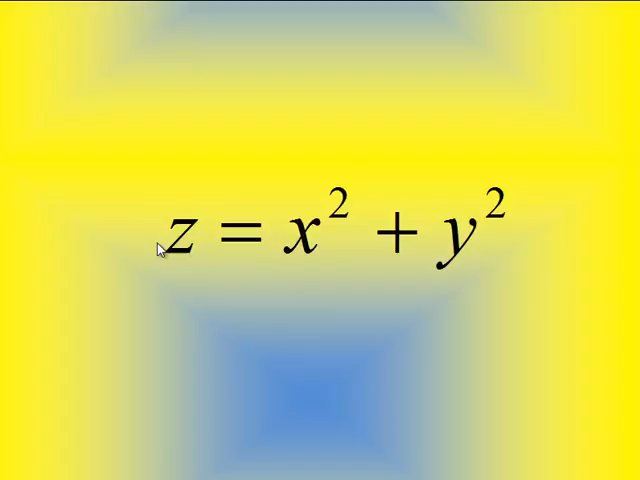 z = x² + y²